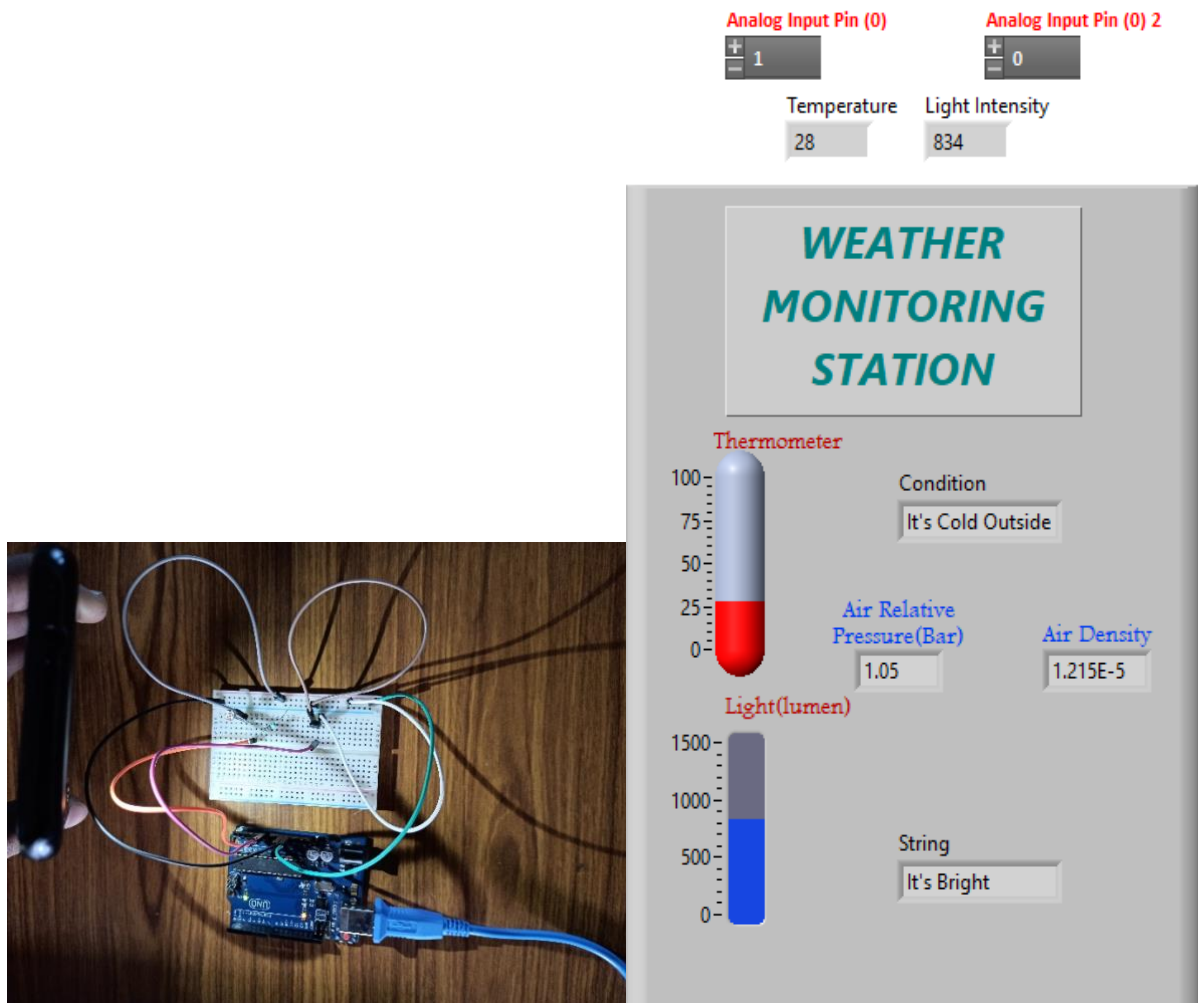 Analog Input Pin (0)
Analog Input Pin (0) 2
1
0
Temperature
Light Intensity
28
834
WEATHER
MONITORING
STATION
Thermometer
100
75
50
25
0
Condition
It's Cold Outside
Air Relative
Pressure(Bar)
1.05
Air Density
1.215E-5
Light(lumen)
1500
1000
500
0
String
It's Bright
UNO